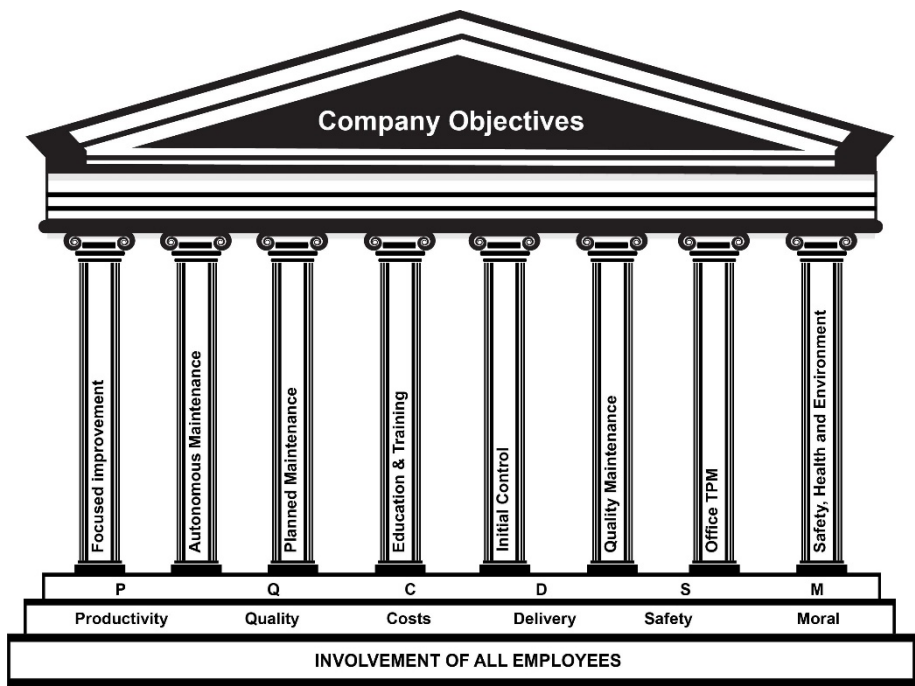 Company Objectives
Focused improvement
Autonomous Maintenance
Planned Maintenance
Education & Training
Initial Control
Quality Maintenance
Office TPM
Safety, Health and Environment
P Q C D S M
Productivity Quality Costs Delivery Safety Moral
INVOLVEMENT OF ALL EMPLOYEES